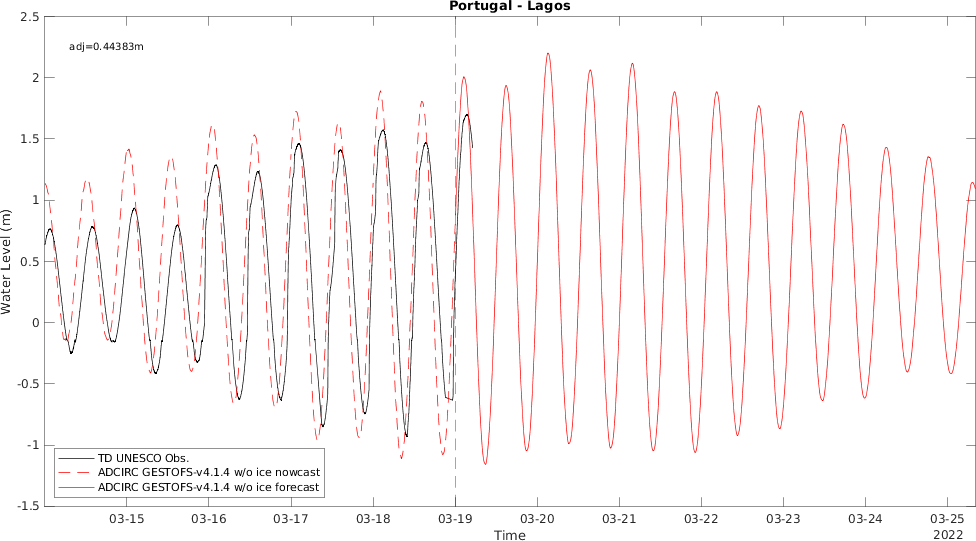 Portugal - Lagos
adj=0.44383m
2.5
2
1.5
1
0.5
0
-0.5
-1
-1.5
Water Level (m)
TD UNESCO Obs.
ADCIRC GESTOFS-v4.1.4 w/o ice nowcast
ADCIRC GESTOFS-v4.1.4 w/o ice forecast
03-15 03-16 03-17 03-18 03-19 03-20 03-21 03-22 03-23 03-24 03-25
Time
2022